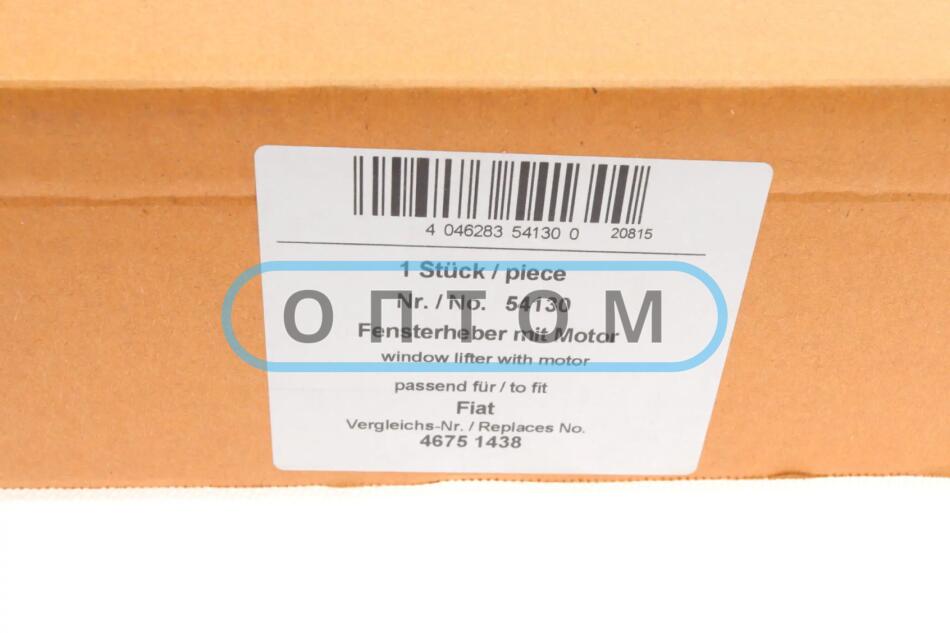 4 046283 54130 0 20815
1 Stück / piece
Nr. / No. 54130
ОПТОМ
Fensterheber mit Motor
window lifter with motor
passend für / to fit
Fiat
Vergleichs-Nr. / Replaces No.
4675 1438